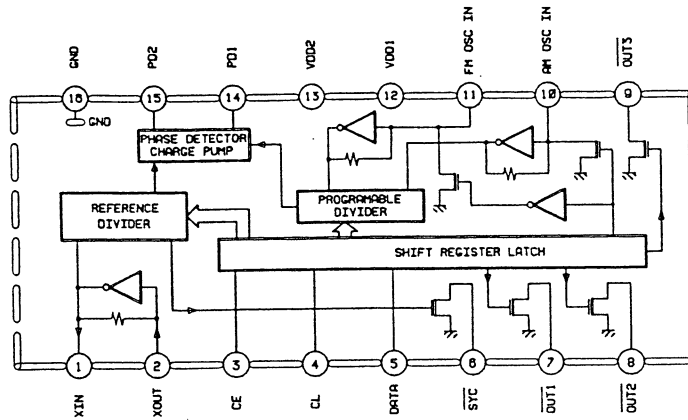 GND
PD2
PD1
VDD2
VDD1
FM OSC IN
AM OSC IN
OUT3
16
15
14
13
12
11
10
9
GND
PHASE DETECTOR
CHARGE PUMP
REFERENCE
DIVIDER
PROGRAMABLE
DIVIDER
SHIFT REGISTER LATCH
1
2
3
4
5
6
7
8
XIN
XOUT
CE
CL
DATA
SYC
OUT1
OUT2